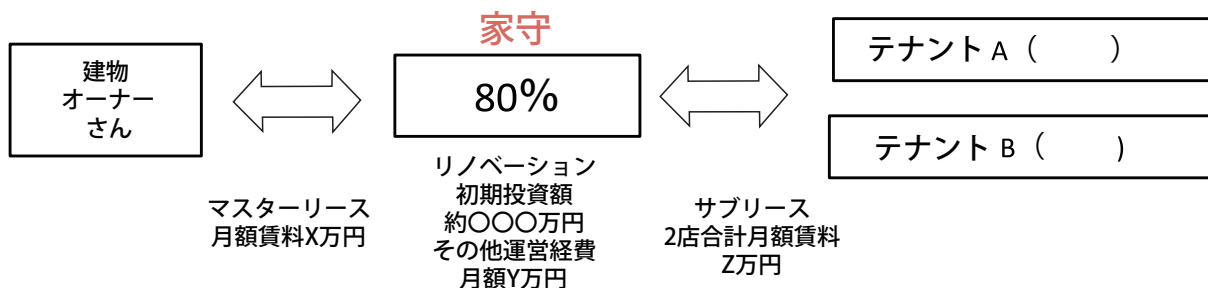 家守
建物
オーナー
さん
80%
テナント A（　　）
テナント B（　　)
マスターリース
月額賃料X万円
リノベーション
初期投資額
約〇〇〇万円
その他運営経費
月額Y万円
サブリース
2店合計月額賃料
Z万円